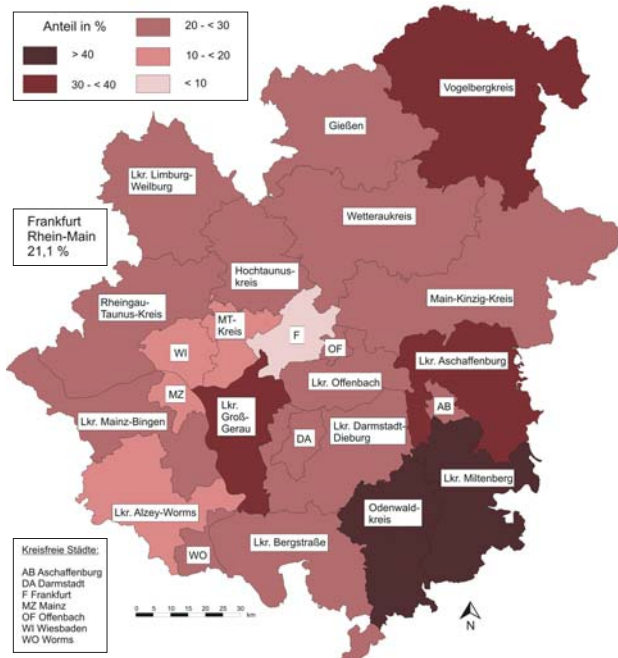 Anteil in %
> 40
30 - < 40
20 - < 30
10 - < 20
< 10
Vogelbergkreis
Gießen
Lkr. Limburg-
Weilburg
Wetteraukreis
Frankfurt
Rhein-Main
21,1 %
Hochtaunus-
kreis
Main-Kinzig-Kreis
Rheingau-
Taunus-Kreis
MT-
Kreis
F
WI
OF
Lkr. Aschaffenburg
Lkr. Offenbach
MZ
AB
Lkr.
Groß-
Gerau
Lkr. Mainz-Bingen
DA
Lkr. Darmstadt-
Dieburg
Lkr. Miltenberg
Odenwald-
kreis
Lkr. Alzey-Worms
Lkr. Bergstraße
WO
Kreisfreie Städte:
AB Aschaffenburg
DA Darmstadt
F Frankfurt
MZ Mainz
OF Offenbach
WI Wiesbaden
WO Worms
0 5 10 15 20 25 30
km
N